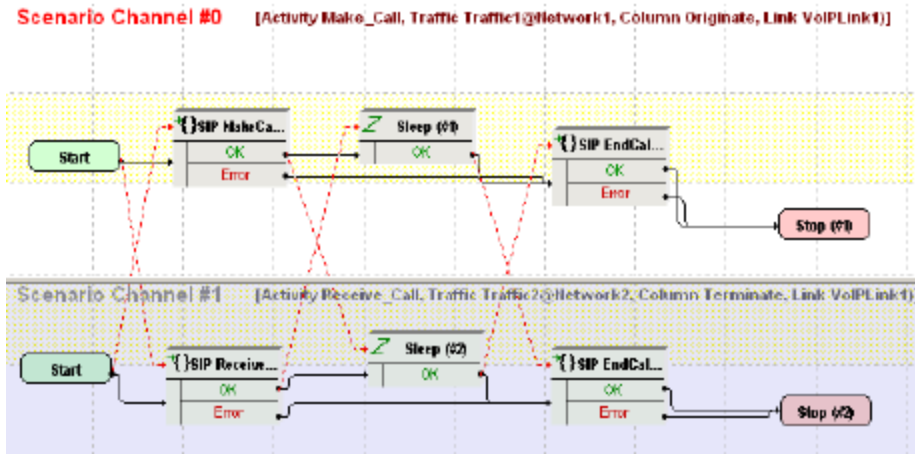 Scenario Channel #0 [Activity Make_Call, Traffic Traffic1@Network1, Column Originate, Link VoIPLink1)]
{}SIP MakeCa...
Sleep (#1)
{}SIP EndCal...
Start
OK
OK
OK
Error
Error
Stop (#1)
Scenario Channel #1 [Activity Receive_Call, Traffic Traffic2@Network2, Column Terminate, Link VoIPLink1)]
Start
{}SIP Receive...
Sleep (#2)
{}SIP EndCal...
OK
OK
OK
Error
Error
Stop (#2)